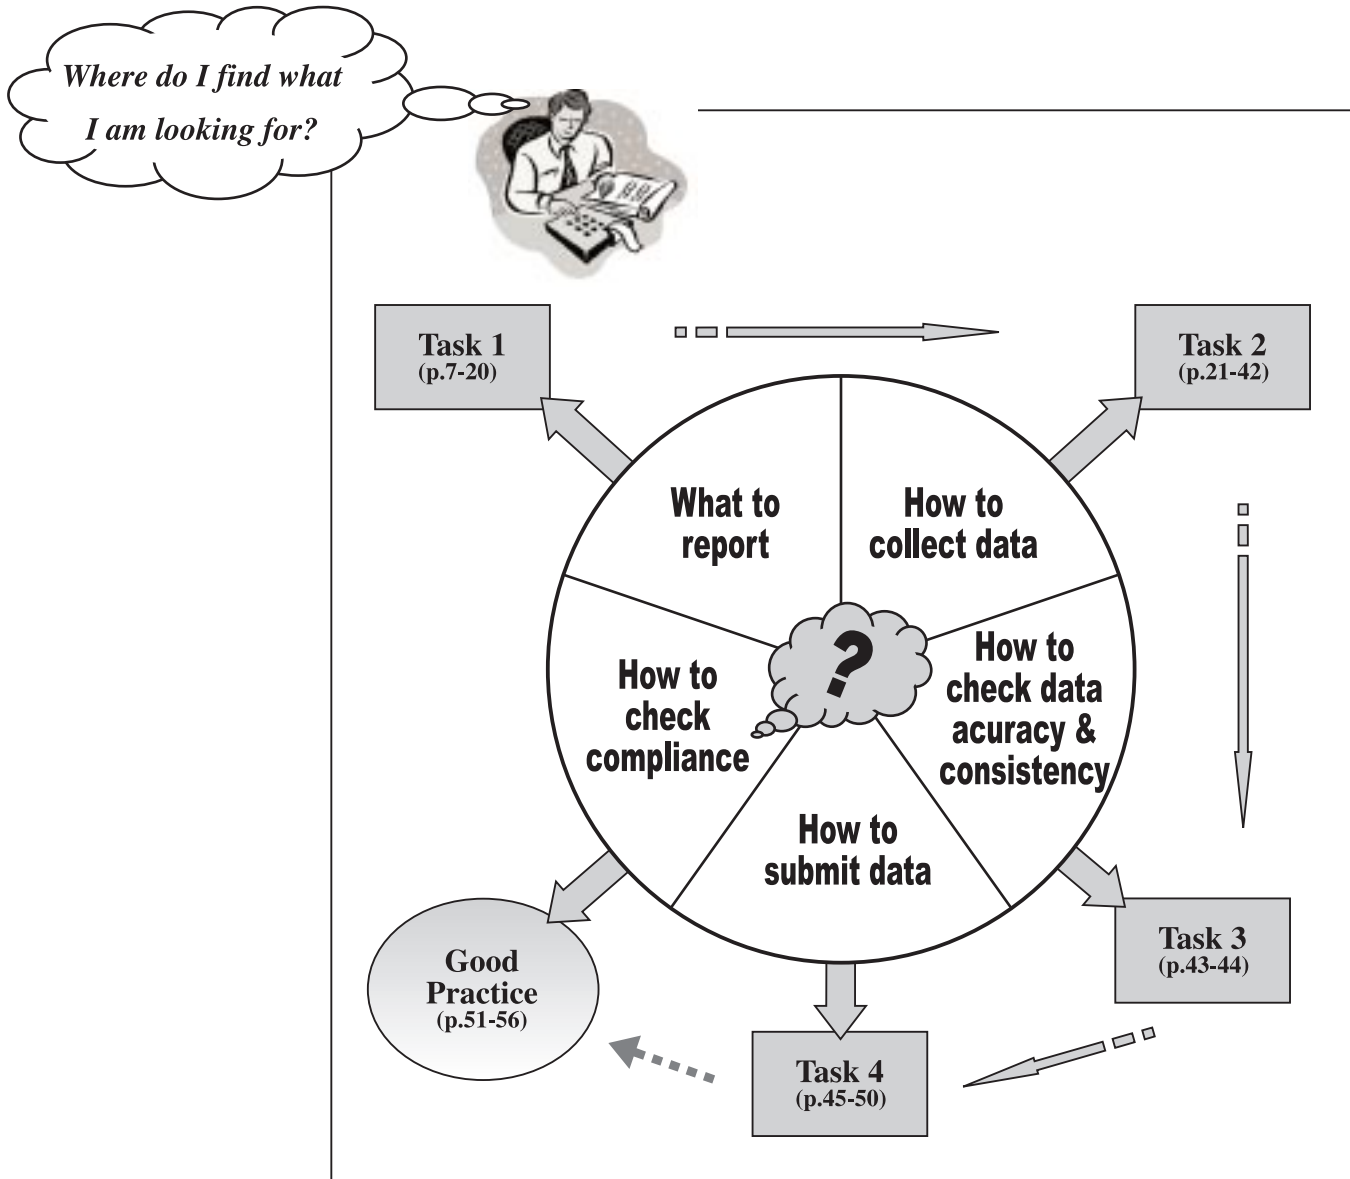 Where do I find what
I am looking for?
Task 1
(p.7-20)
Task 2
(p.21-42)
What to
report
How to
collect data
How to
check data
acuracy &
consistency
How to
check
compliance
?
How to
submit data
Good
Practice
(p.51-56)
Task 3
(p.43-44)
Task 4
(p.45-50)